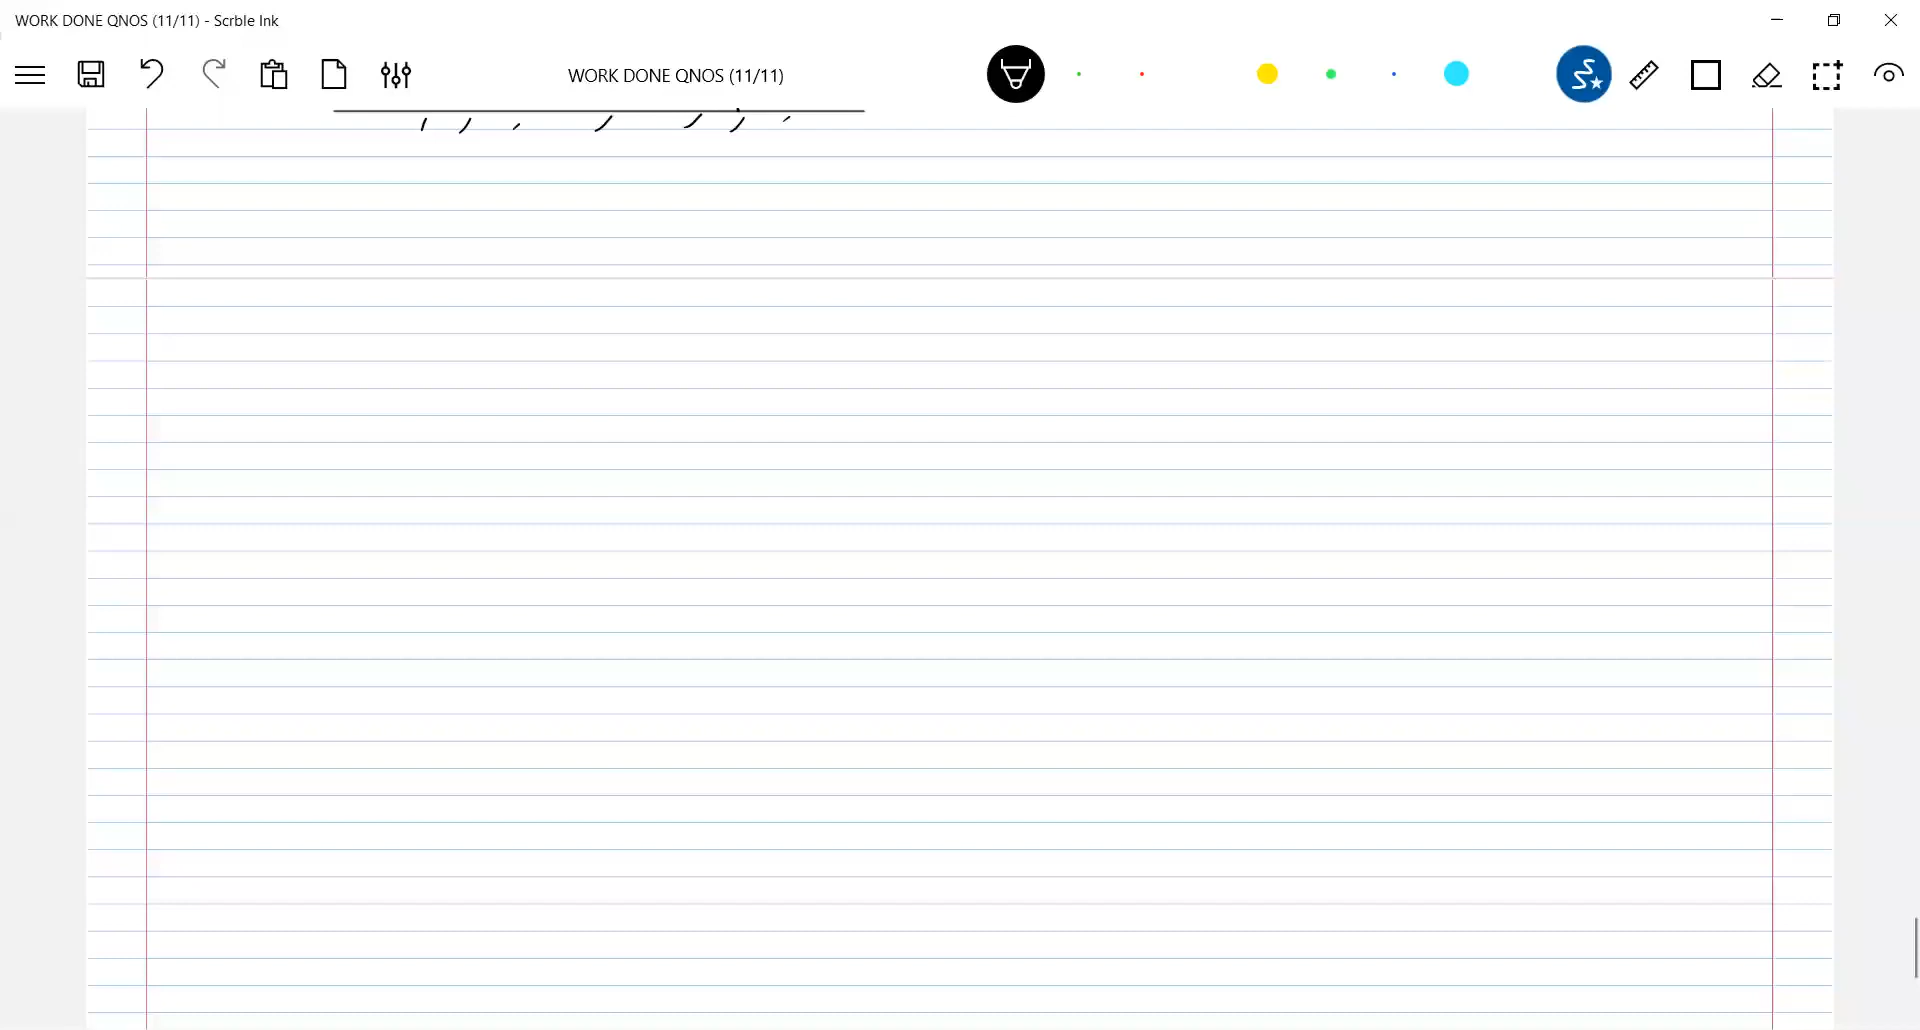 WORK DONE QNOS (11/11) - Scrble Ink
WORK DONE QNOS (11/11)